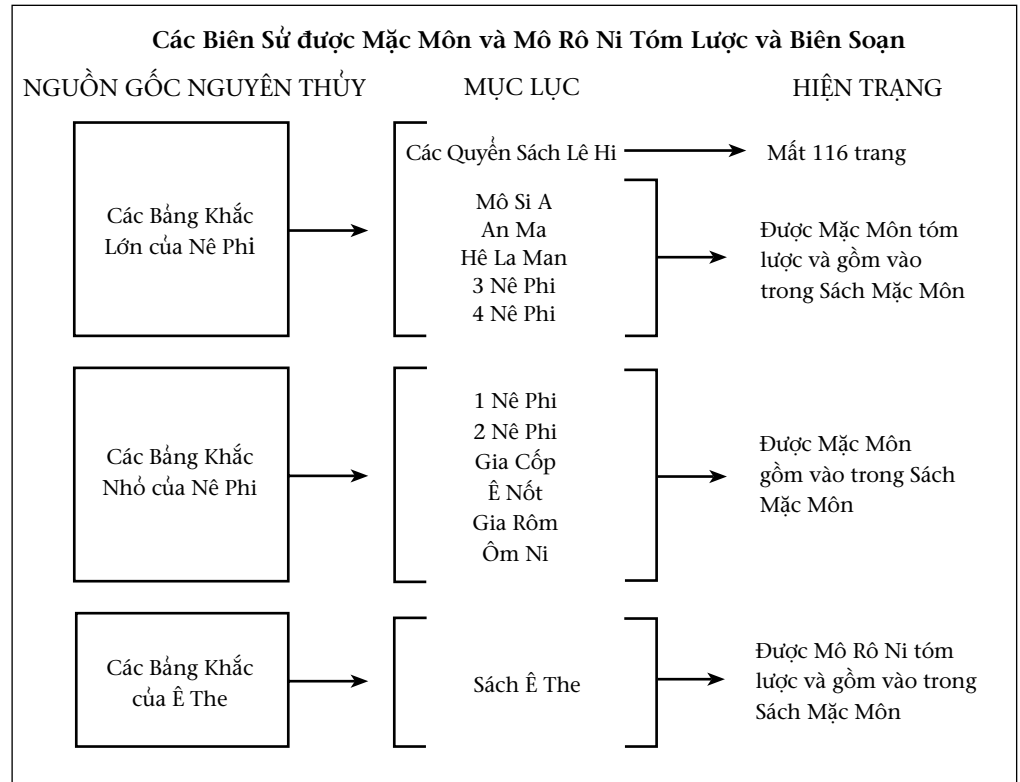 Các Biên Sử được Mặc Môn và Mô Rô Ni Tóm Lược và Biên Soạn
NGUỒN GỐC NGUYÊN THỦY
MỤC LỤC
HIỆN TRẠNG
Các Bảng Khắc
Lớn của Nê Phi
Các Quyển Sách Lê Hi
Mất 116 trang
Mô Si A
An Ma
Hê La Man
3 Nê Phi
4 Nê Phi
Được Mặc Môn tóm
lược và gồm vào
trong Sách Mặc Môn
Các Bảng Khắc
Nhỏ của Nê Phi
1 Nê Phi
2 Nê Phi
Gia Cốp
Ê Nốt
Gia Rôm
Ôm Ni
Được Mặc Môn
gồm vào trong Sách
Mặc Môn
Các Bảng Khắc
của Ê The
Sách Ê The
Được Mô Rô Ni tóm
lược và gồm vào trong
Sách Mặc Môn